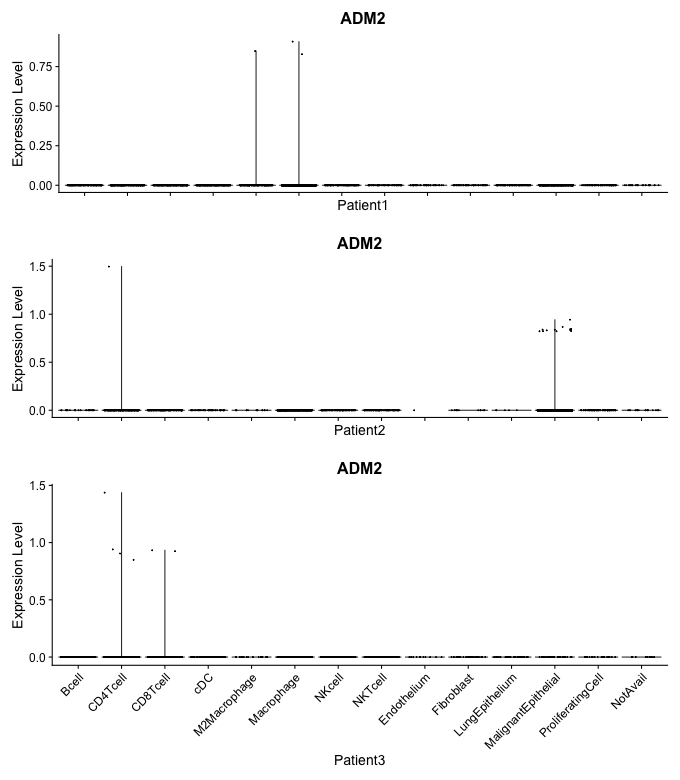 ADM2
Expression Level
0.75
0.50
0.25
0.00
Patient1
ADM2
Expression Level
1.5
1.0
0.5
0.0
Patient2
ADM2
Expression Level
1.5
1.0
0.5
0.0
Bcell
CD4Tcell
CD8Tcell
cDC
M2Macrophage
Macrophage
NKcell
NKTcell
Endothelium
Fibroblast
LungEpithelium
MalignantEpithelial
ProliferatingCell
NotAvail
Patient3